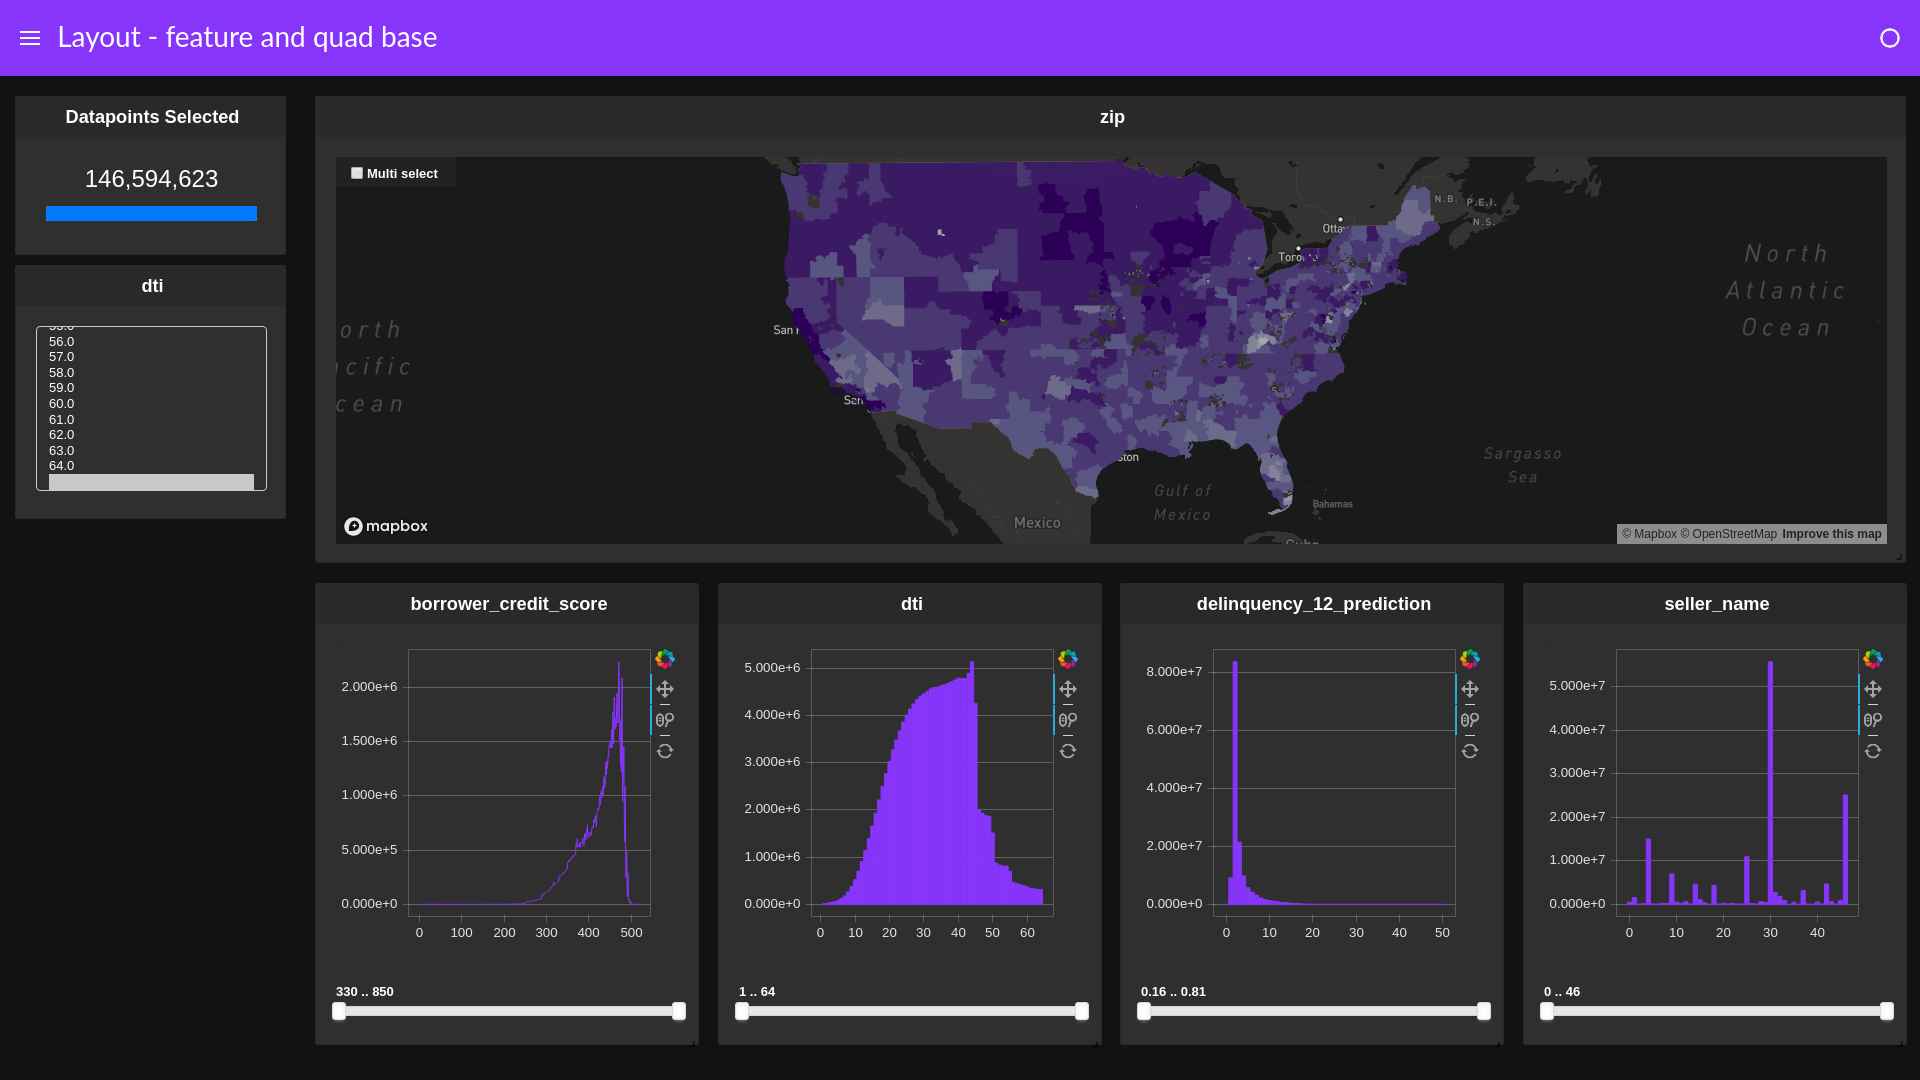 Layout - feature and quad base
Datapoints Selected
146,594,623
dti
56.0
57.0
58.0
59.0
60.0
61.0
62.0
63.0
64.0
zip
Multi select
N.B.
P.E.I.
N.S.
Toro
San
San
ston
orth
cific
cean
North
Atlantic
Ocean
Sargasso
Sea
Gulf of
Mexico
Bahamas
Mexico
mapbox
© Mapbox © OpenStreetMap Improve this map
borrower_credit_score
2.000e+6
1.500e+6
1.000e+6
5.000e+5
0.000e+0
0 100 200 300 400 500
330 .. 850
dti
5.000e+6
4.000e+6
3.000e+6
2.000e+6
1.000e+6
0.000e+0
0 10 20 30 40 50 60
1 .. 64
delinquency_12_prediction
8.000e+7
6.000e+7
4.000e+7
2.000e+7
0.000e+0
0 10 20 30 40 50
0.16 .. 0.81
seller_name
5.000e+7
4.000e+7
3.000e+7
2.000e+7
1.000e+7
0.000e+0
0 10 20 30 40
0 .. 46